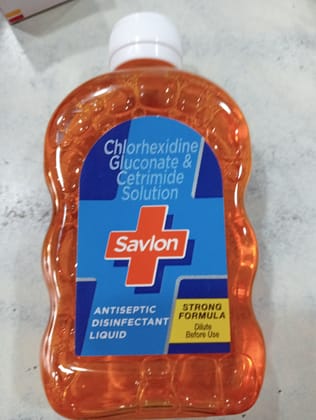 Chlorhexidine
Gluconate &
Cetrimide
Solution
Savlon
ANTISEPTIC
DISINFECTANT
LIQUID
STRONG
FORMULA
Dilute
Before Use